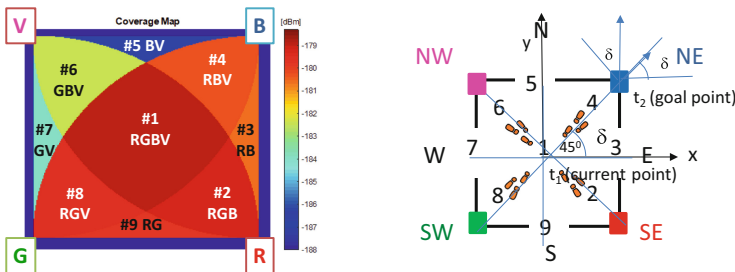 Coverage Map
[dBm]
V
B
G
R
#5 BV
#4
RBV
#6
GBV
#1
RGBV
#7
GV
#3
RB
#8
RGV
#2
RGB
#9 RG
-179
-180
-181
-182
-183
-184
-185
-186
-187
-188
N
y
NW
NE
δ
δ
5
t2 (goal point)
6
4
δ
W
7
1
45⁰
3
E
x
t1(current point)
8
2
SW
9
SE
S